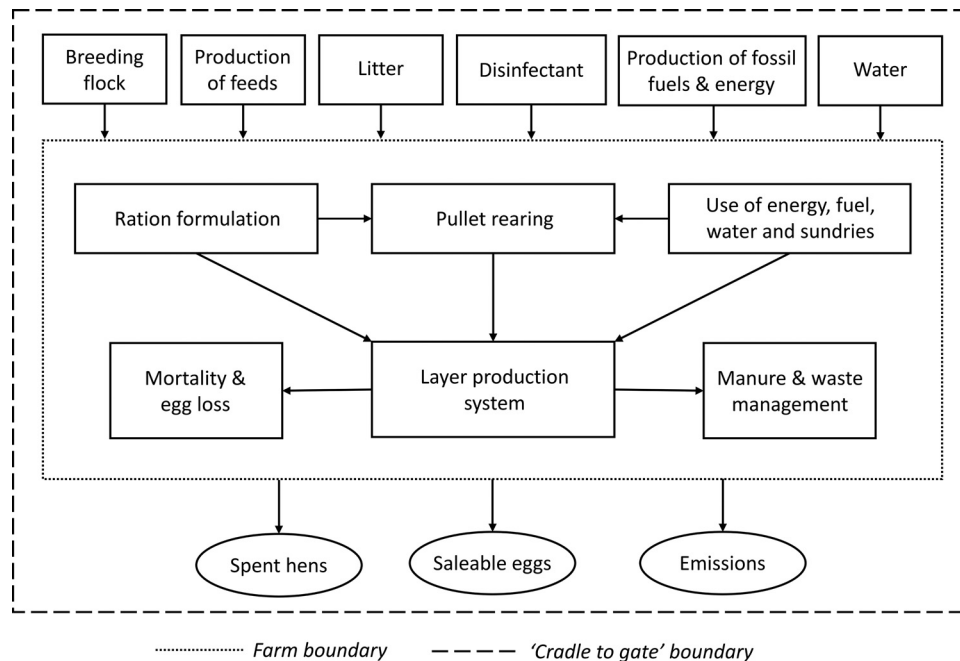 Breeding
flock
Production
of feeds
Litter
Disinfectant
Production of fossil
fuels & energy
Water
Ration formulation
Pullet rearing
Use of energy, fuel,
water and sundries
Mortality &
egg loss
Layer production
system
Manure & waste
management
Spent hens
Saleable eggs
Emissions
Farm boundary
‘Cradle to gate’ boundary